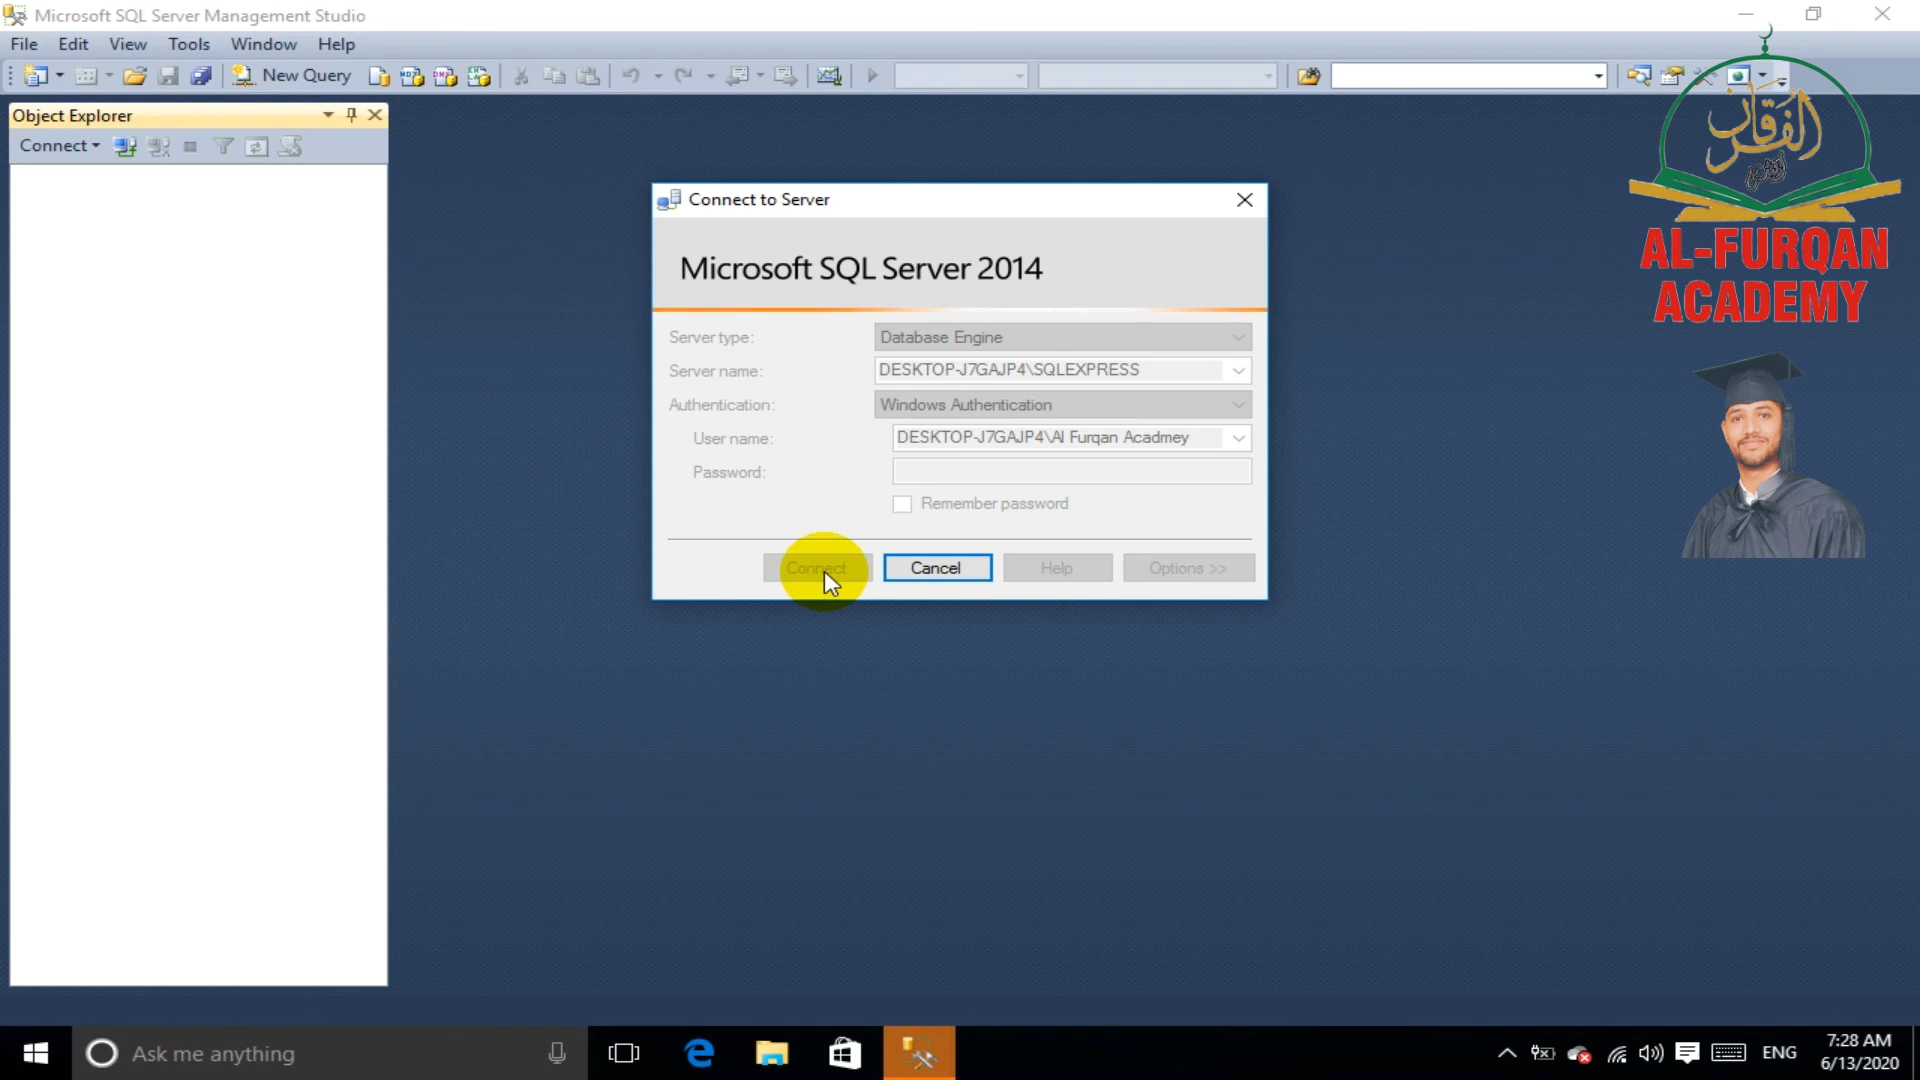 Microsoft SQL Server Management Studio
File Edit View Tools Window Help
New Query
Object Explorer
Connect
Connect to Server
Microsoft SQL Server 2014
Server type: Database Engine
Server name: DESKTOP-J7GAJP4\SQLEXPRESS
Authentication: Windows Authentication
User name: DESKTOP-J7GAJP4\Al Furqan Acadmey
Password:
Remember password
Connect Cancel Help Options >>
الفرقان
AL-FURQAN
ACADEMY
Ask me anything
ENG
7:28 AM
6/13/2020